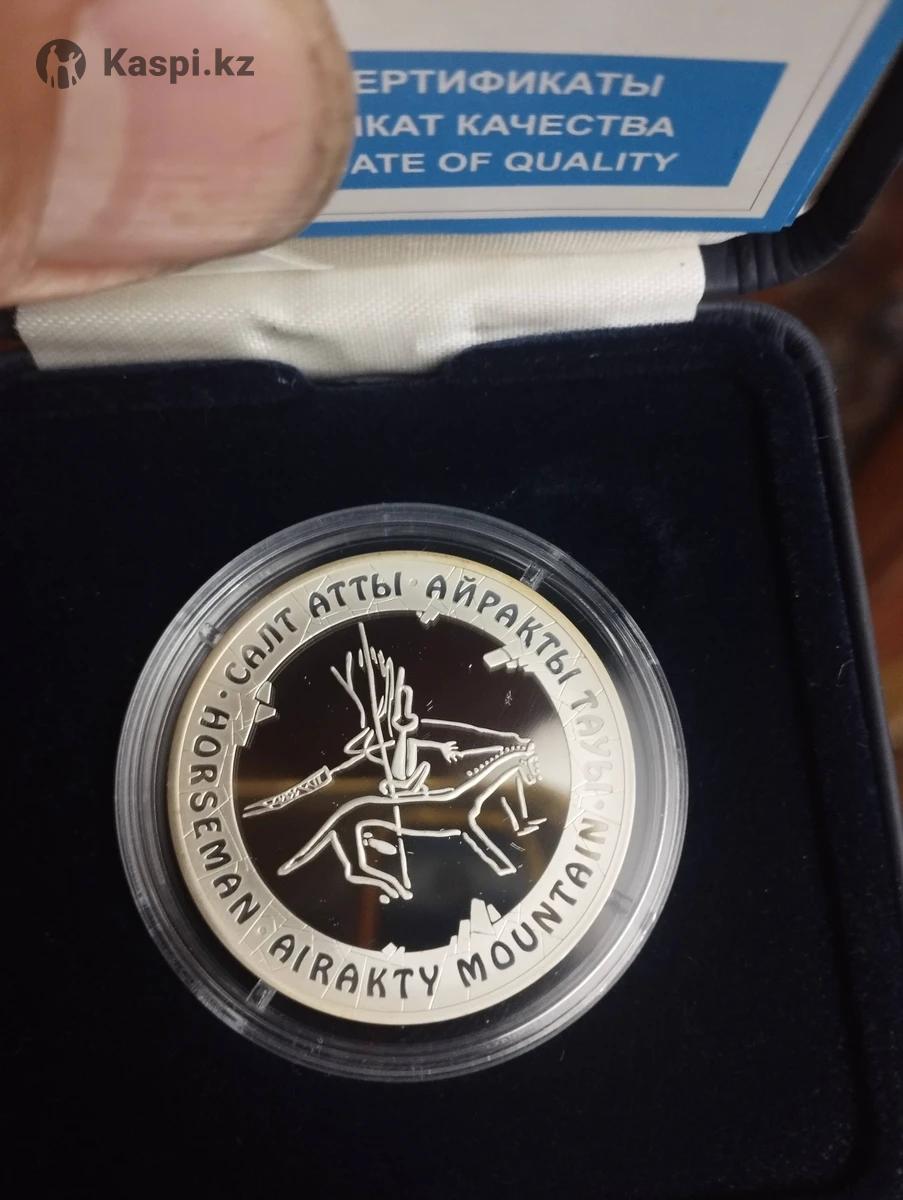 Kaspi.kz
ЕРТИФИКАТЫ
ИКАТ КАЧЕСТВА
ATE OF QUALITY
САЛТ АТТЫ · АЙРАКТЫ ТАУЫ ·
HORSEMAN · AIRAKTY MOUNTAIN ·